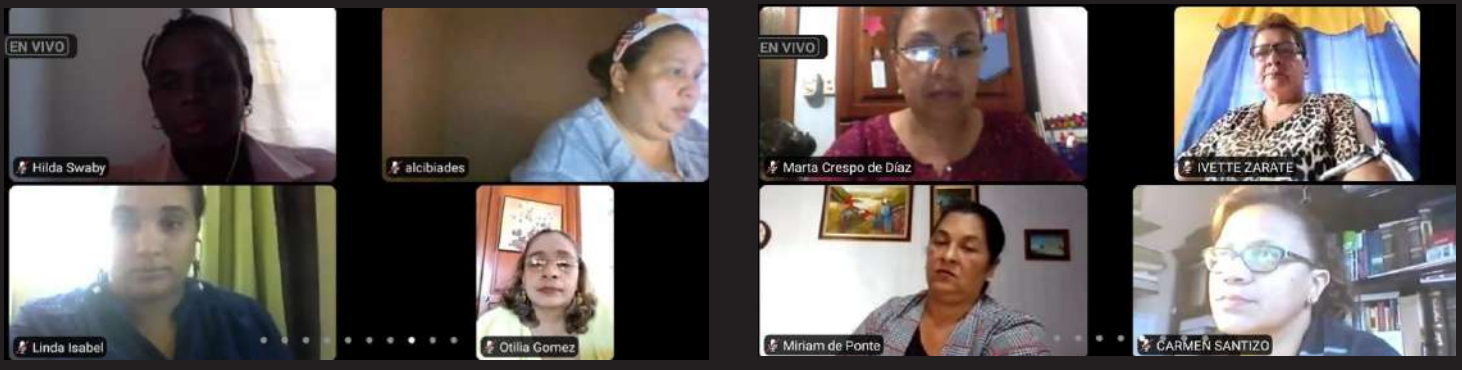 EN VIVO
Hilda Swaby
alcibiades
Linda Isabel
Otilia Gomez
EN VIVO
Marta Crespo de Díaz
IVETTE ZARATE
Miriam de Ponte
CARMEN SANTIZO